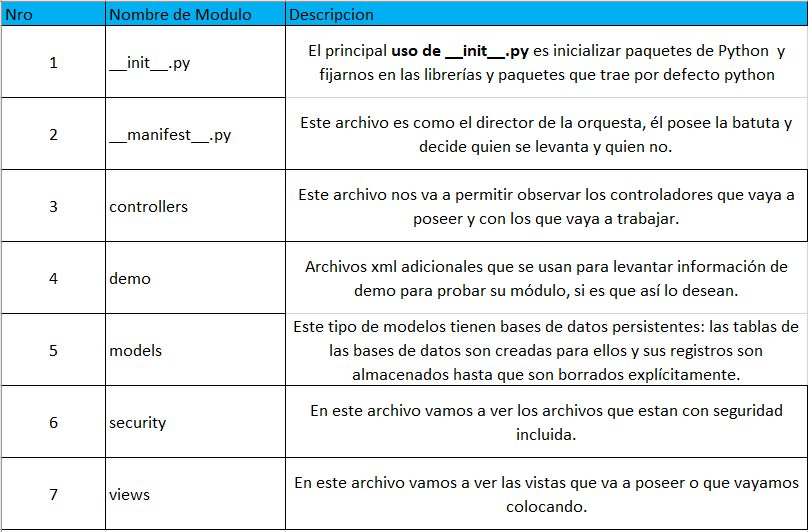 Nro Nombre de Modulo Descripcion
1 __init__.py El principal uso de __init__.py es inicializar paquetes de Python y
fijarnos en las librerías y paquetes que trae por defecto python
2 __manifest__.py Este archivo es como el director de la orquesta, él posee la batuta y
decide quien se levanta y quien no.
3 controllers Este archivo nos va a permitir observar los controladores que vaya a
poseer y con los que vaya a trabajar.
4 demo Archivos xml adicionales que se usan para levantar información de
demo para probar su módulo, si es que así lo desean.
5 models Este tipo de modelos tienen bases de datos persistentes: las tablas de
las bases de datos son creadas para ellos y sus registros son
almacenados hasta que son borrados explícitamente.
6 security En este archivo vamos a ver los archivos que estan con seguridad
incluida.
7 views En este archivo vamos a ver las vistas que va a poseer o que vayamos
colocando.